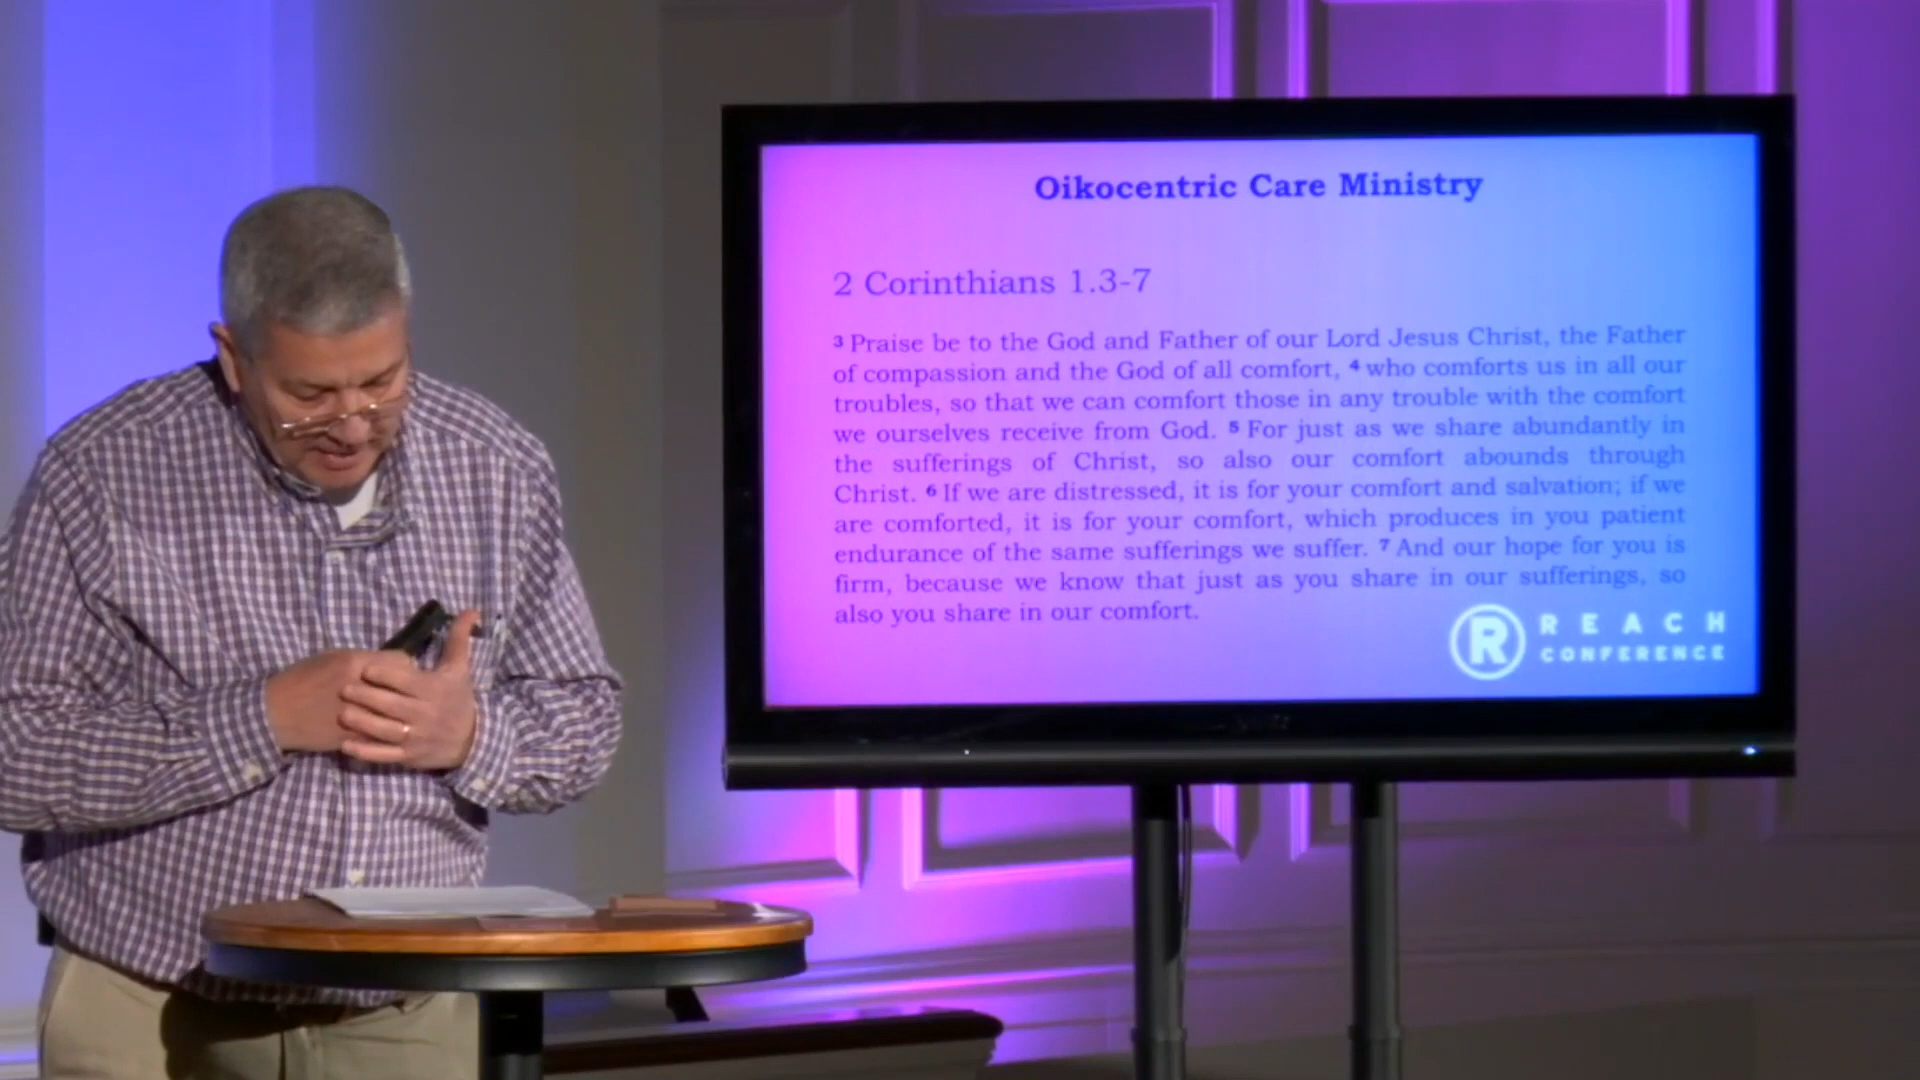 Oikocentric Care Ministry
2 Corinthians 1.3-7
3 Praise be to the God and Father of our Lord Jesus Christ, the Father
of compassion and the God of all comfort, 4 who comforts us in all our
troubles, so that we can comfort those in any trouble with the comfort
we ourselves receive from God. 5 For just as we share abundantly in
the sufferings of Christ, so also our comfort abounds through
Christ. 6 If we are distressed, it is for your comfort and salvation; if we
are comforted, it is for your comfort, which produces in you patient
endurance of the same sufferings we suffer. 7 And our hope for you is
firm, because we know that just as you share in our sufferings, so
also you share in our comfort.
R REACH
CONFERENCE